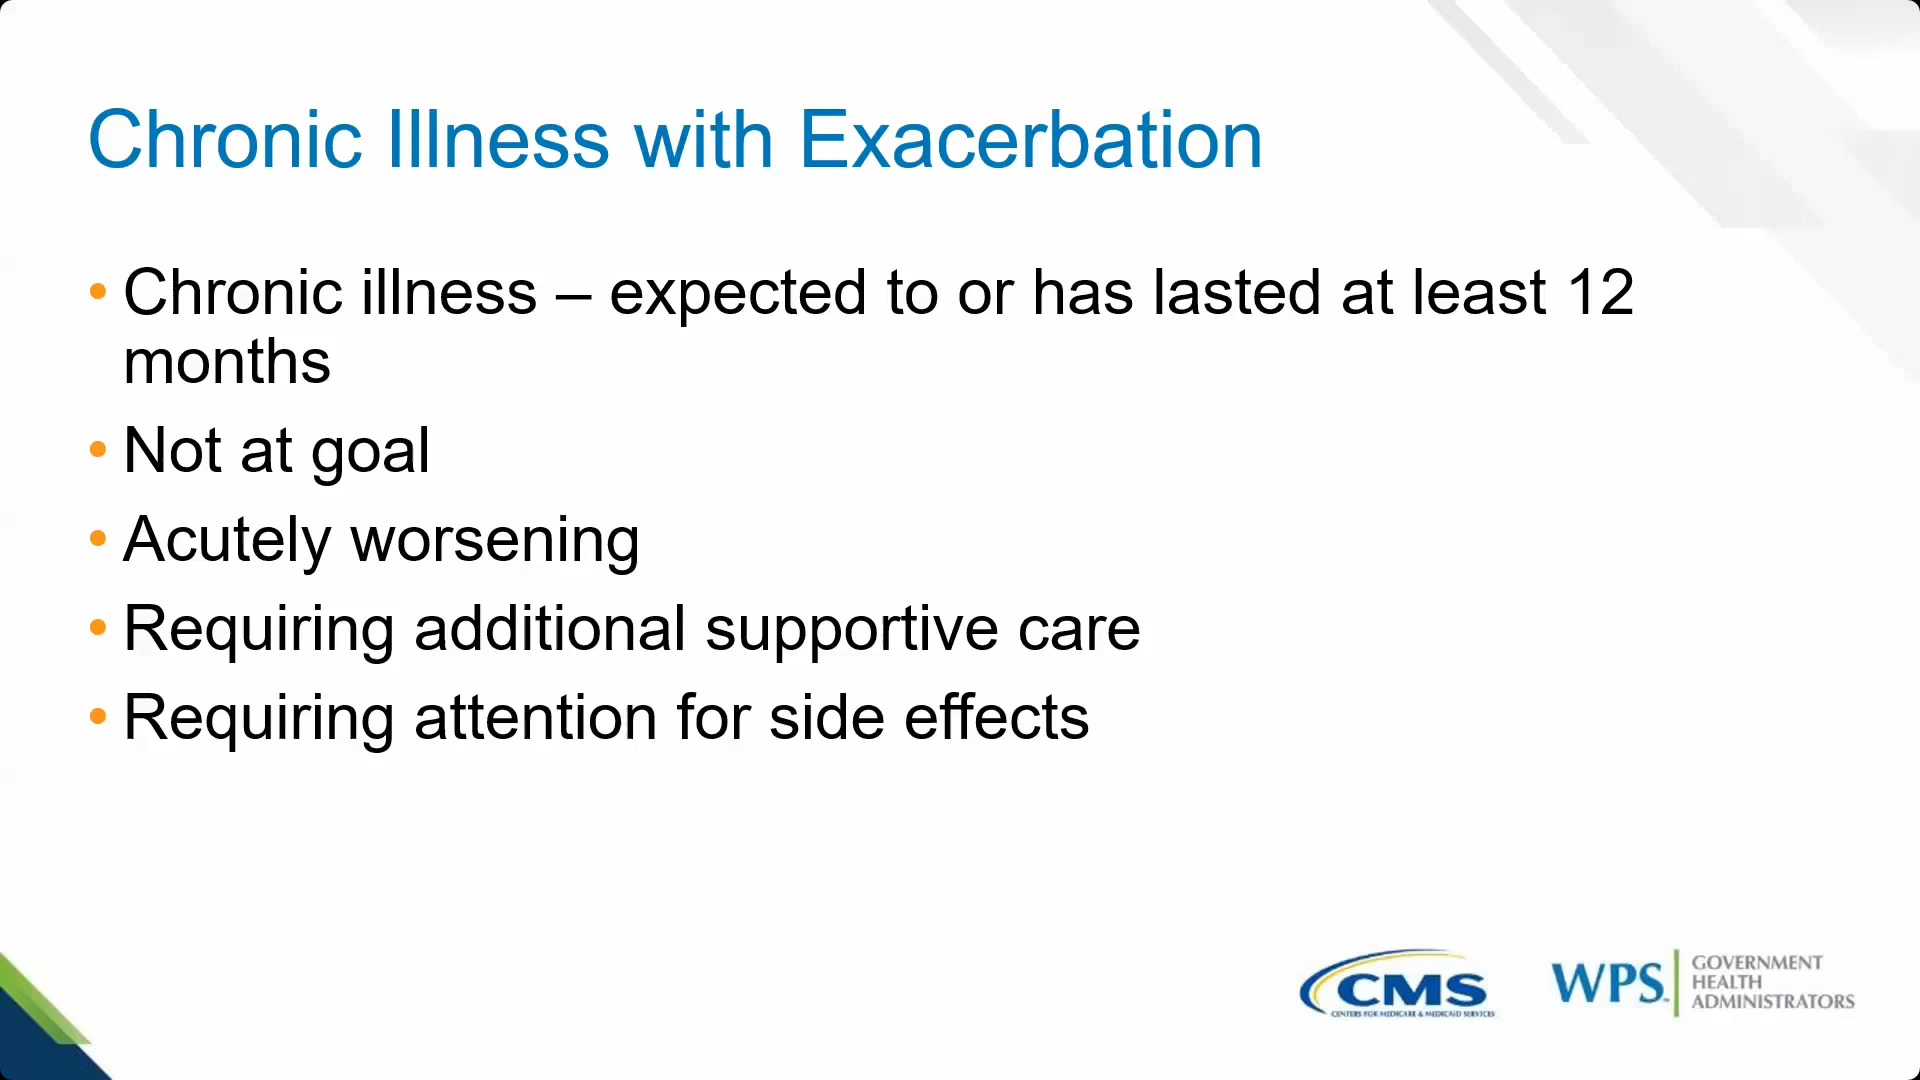 Chronic Illness with Exacerbation
• Chronic illness – expected to or has lasted at least 12
months
• Not at goal
• Acutely worsening
• Requiring additional supportive care
• Requiring attention for side effects
CMS
CENTERS FOR MEDICARE & MEDICAID SERVICES
WPS
GOVERNMENT
HEALTH
ADMINISTRATORS